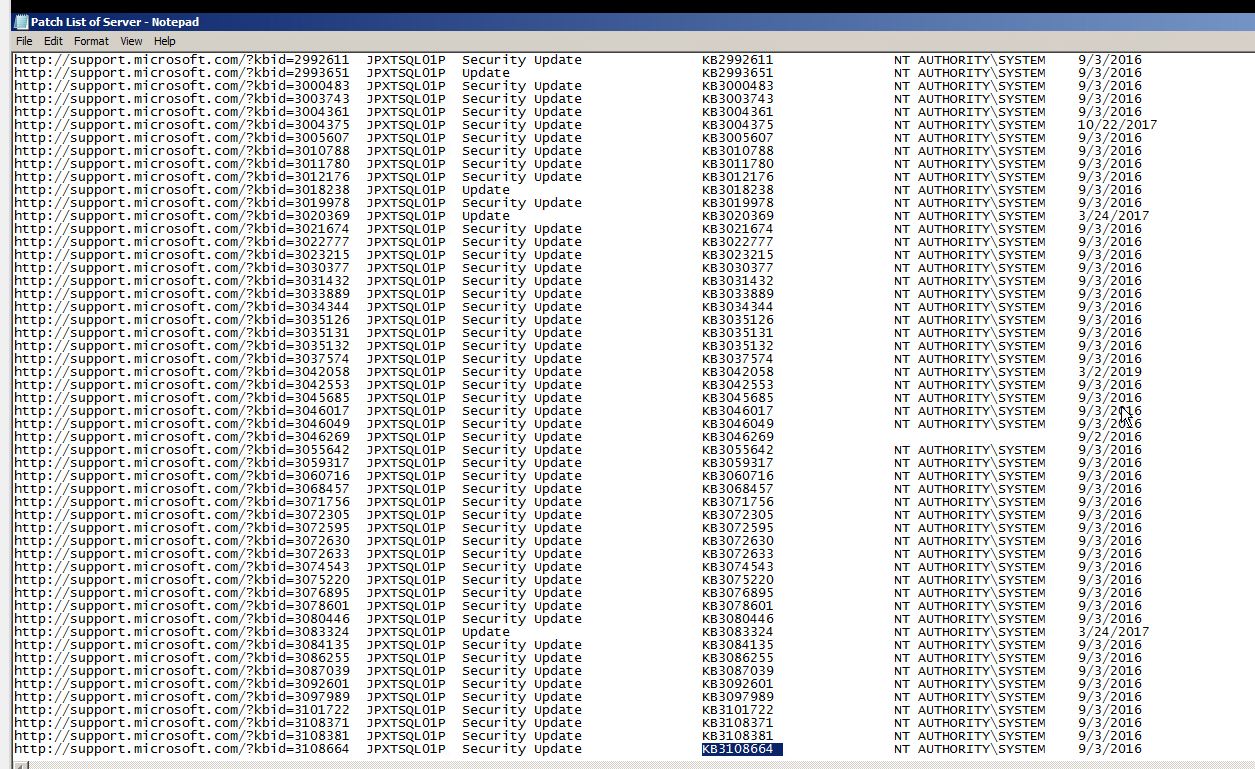 Patch List of Server - Notepad
File Edit Format View Help
http://support.microsoft.com/?kbid=2992611 JPXTSQL01P Security Update KB2992611 NT AUTHORITY\SYSTEM 9/3/2016
http://support.microsoft.com/?kbid=2993651 JPXTSQL01P Update KB2993651 NT AUTHORITY\SYSTEM 9/3/2016
http://support.microsoft.com/?kbid=3000483 JPXTSQL01P Security Update KB3000483 NT AUTHORITY\SYSTEM 9/3/2016
http://support.microsoft.com/?kbid=3003743 JPXTSQL01P Security Update KB3003743 NT AUTHORITY\SYSTEM 9/3/2016
http://support.microsoft.com/?kbid=3004361 JPXTSQL01P Security Update KB3004361 NT AUTHORITY\SYSTEM 9/3/2016
http://support.microsoft.com/?kbid=3004375 JPXTSQL01P Security Update KB3004375 NT AUTHORITY\SYSTEM 10/22/2017
http://support.microsoft.com/?kbid=3005607 JPXTSQL01P Security Update KB3005607 NT AUTHORITY\SYSTEM 9/3/2016
http://support.microsoft.com/?kbid=3010788 JPXTSQL01P Security Update KB3010788 NT AUTHORITY\SYSTEM 9/3/2016
http://support.microsoft.com/?kbid=3011780 JPXTSQL01P Security Update KB3011780 NT AUTHORITY\SYSTEM 9/3/2016
http://support.microsoft.com/?kbid=3012176 JPXTSQL01P Security Update KB3012176 NT AUTHORITY\SYSTEM 9/3/2016
http://support.microsoft.com/?kbid=3018238 JPXTSQL01P Update KB3018238 NT AUTHORITY\SYSTEM 9/3/2016
http://support.microsoft.com/?kbid=3019978 JPXTSQL01P Security Update KB3019978 NT AUTHORITY\SYSTEM 9/3/2016
http://support.microsoft.com/?kbid=3020369 JPXTSQL01P Update KB3020369 NT AUTHORITY\SYSTEM 3/24/2017
http://support.microsoft.com/?kbid=3021674 JPXTSQL01P Security Update KB3021674 NT AUTHORITY\SYSTEM 9/3/2016
http://support.microsoft.com/?kbid=3022777 JPXTSQL01P Security Update KB3022777 NT AUTHORITY\SYSTEM 9/3/2016
http://support.microsoft.com/?kbid=3023215 JPXTSQL01P Security Update KB3023215 NT AUTHORITY\SYSTEM 9/3/2016
http://support.microsoft.com/?kbid=3030377 JPXTSQL01P Security Update KB3030377 NT AUTHORITY\SYSTEM 9/3/2016
http://support.microsoft.com/?kbid=3031432 JPXTSQL01P Security Update KB3031432 NT AUTHORITY\SYSTEM 9/3/2016
http://support.microsoft.com/?kbid=3033889 JPXTSQL01P Security Update KB3033889 NT AUTHORITY\SYSTEM 9/3/2016
http://support.microsoft.com/?kbid=3034344 JPXTSQL01P Security Update KB3034344 NT AUTHORITY\SYSTEM 9/3/2016
http://support.microsoft.com/?kbid=3035126 JPXTSQL01P Security Update KB3035126 NT AUTHORITY\SYSTEM 9/3/2016
http://support.microsoft.com/?kbid=3035131 JPXTSQL01P Security Update KB3035131 NT AUTHORITY\SYSTEM 9/3/2016
http://support.microsoft.com/?kbid=3035132 JPXTSQL01P Security Update KB3035132 NT AUTHORITY\SYSTEM 9/3/2016
http://support.microsoft.com/?kbid=3037574 JPXTSQL01P Security Update KB3037574 NT AUTHORITY\SYSTEM 9/3/2016
http://support.microsoft.com/?kbid=3042058 JPXTSQL01P Security Update KB3042058 NT AUTHORITY\SYSTEM 3/2/2019
http://support.microsoft.com/?kbid=3042553 JPXTSQL01P Security Update KB3042553 NT AUTHORITY\SYSTEM 9/3/2016
http://support.microsoft.com/?kbid=3045685 JPXTSQL01P Security Update KB3045685 NT AUTHORITY\SYSTEM 9/3/2016
http://support.microsoft.com/?kbid=3046017 JPXTSQL01P Security Update KB3046017 NT AUTHORITY\SYSTEM 9/3/2016
http://support.microsoft.com/?kbid=3046049 JPXTSQL01P Security Update KB3046049 NT AUTHORITY\SYSTEM 9/3/2016
http://support.microsoft.com/?kbid=3046269 JPXTSQL01P Security Update KB3046269 9/2/2016
http://support.microsoft.com/?kbid=3055642 JPXTSQL01P Security Update KB3055642 NT AUTHORITY\SYSTEM 9/3/2016
http://support.microsoft.com/?kbid=3059317 JPXTSQL01P Security Update KB3059317 NT AUTHORITY\SYSTEM 9/3/2016
http://support.microsoft.com/?kbid=3060716 JPXTSQL01P Security Update KB3060716 NT AUTHORITY\SYSTEM 9/3/2016
http://support.microsoft.com/?kbid=3068457 JPXTSQL01P Security Update KB3068457 NT AUTHORITY\SYSTEM 9/3/2016
http://support.microsoft.com/?kbid=3071756 JPXTSQL01P Security Update KB3071756 NT AUTHORITY\SYSTEM 9/3/2016
http://support.microsoft.com/?kbid=3072305 JPXTSQL01P Security Update KB3072305 NT AUTHORITY\SYSTEM 9/3/2016
http://support.microsoft.com/?kbid=3072595 JPXTSQL01P Security Update KB3072595 NT AUTHORITY\SYSTEM 9/3/2016
http://support.microsoft.com/?kbid=3072630 JPXTSQL01P Security Update KB3072630 NT AUTHORITY\SYSTEM 9/3/2016
http://support.microsoft.com/?kbid=3072633 JPXTSQL01P Security Update KB3072633 NT AUTHORITY\SYSTEM 9/3/2016
http://support.microsoft.com/?kbid=3074543 JPXTSQL01P Security Update KB3074543 NT AUTHORITY\SYSTEM 9/3/2016
http://support.microsoft.com/?kbid=3075220 JPXTSQL01P Security Update KB3075220 NT AUTHORITY\SYSTEM 9/3/2016
http://support.microsoft.com/?kbid=3076895 JPXTSQL01P Security Update KB3076895 NT AUTHORITY\SYSTEM 9/3/2016
http://support.microsoft.com/?kbid=3078601 JPXTSQL01P Security Update KB3078601 NT AUTHORITY\SYSTEM 9/3/2016
http://support.microsoft.com/?kbid=3080446 JPXTSQL01P Security Update KB3080446 NT AUTHORITY\SYSTEM 9/3/2016
http://support.microsoft.com/?kbid=3083324 JPXTSQL01P Update KB3083324 NT AUTHORITY\SYSTEM 3/24/2017
http://support.microsoft.com/?kbid=3084135 JPXTSQL01P Security Update KB3084135 NT AUTHORITY\SYSTEM 9/3/2016
http://support.microsoft.com/?kbid=3086255 JPXTSQL01P Security Update KB3086255 NT AUTHORITY\SYSTEM 9/3/2016
http://support.microsoft.com/?kbid=3087039 JPXTSQL01P Security Update KB3087039 NT AUTHORITY\SYSTEM 9/3/2016
http://support.microsoft.com/?kbid=3092601 JPXTSQL01P Security Update KB3092601 NT AUTHORITY\SYSTEM 9/3/2016
http://support.microsoft.com/?kbid=3097989 JPXTSQL01P Security Update KB3097989 NT AUTHORITY\SYSTEM 9/3/2016
http://support.microsoft.com/?kbid=3101722 JPXTSQL01P Security Update KB3101722 NT AUTHORITY\SYSTEM 9/3/2016
http://support.microsoft.com/?kbid=3108371 JPXTSQL01P Security Update KB3108371 NT AUTHORITY\SYSTEM 9/3/2016
http://support.microsoft.com/?kbid=3108381 JPXTSQL01P Security Update KB3108381 NT AUTHORITY\SYSTEM 9/3/2016
http://support.microsoft.com/?kbid=3108664 JPXTSQL01P Security Update KB3108664 NT AUTHORITY\SYSTEM 9/3/2016